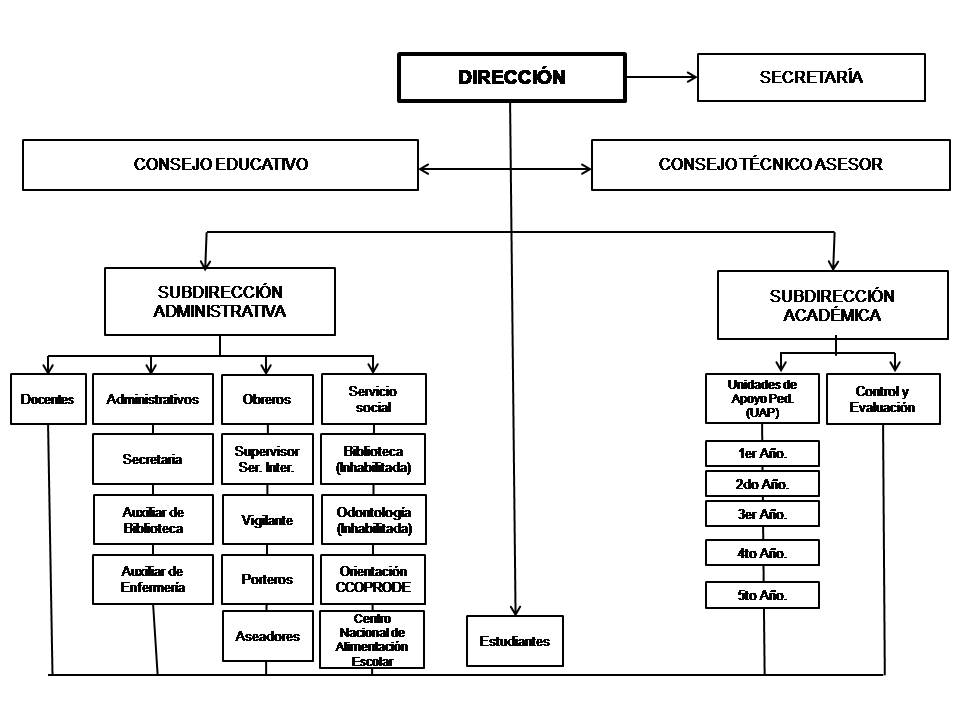 DIRECCIÓN
SECRETARÍA
CONSEJO EDUCATIVO
CONSEJO TÉCNICO ASESOR
SUBDIRECCIÓN
ADMINISTRATIVA
SUBDIRECCIÓN
ACADÉMICA
Docentes
Administrativos
Secretaria
Auxiliar de
Biblioteca
Auxiliar de
Enfermería
Obreros
Supervisor
Ser. Inter.
Vigilante
Porteros
Aseadores
Servicio
social
Biblioteca
(Inhabilitada)
Odontología
(Inhabilitada)
Orientación
CCOPRODE
Centro
Nacional de
Alimentación
Escolar
Estudiantes
Unidades de
Apoyo Ped.
(UAP)
1er Año.
2do Año.
3er Año.
4to Año.
5to Año.
Control y
Evaluación